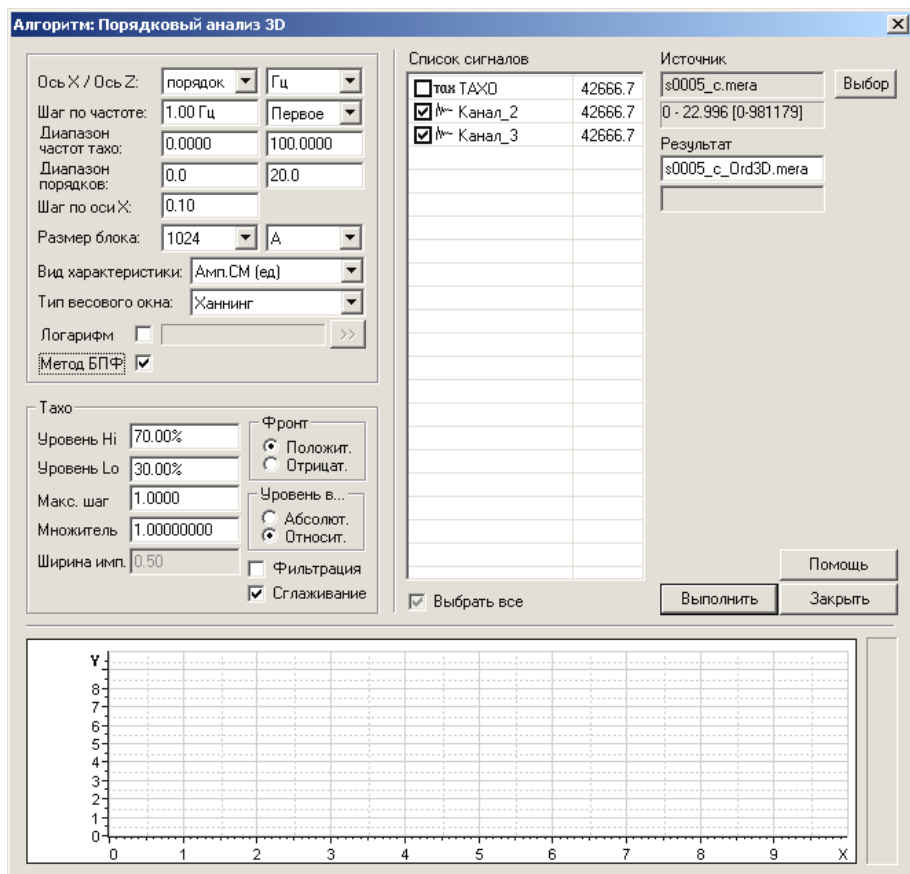 Алгоритм: Порядковый анализ 3D
Ось X / Ось Z: порядок Гц
Шаг по частоте: 1.00 Гц Первое
Диапазон частот тахо: 0.0000 100.0000
Диапазон порядков: 0.0 20.0
Шаг по оси X: 0.10
Размер блока: 1024 А
Вид характеристики: Амп.СМ (ед)
Тип весового окна: Ханнинг
Логарифм >>
Метод БПФ
Тахо
Уровень Hi 70.00%
Уровень Lo 30.00%
Макс. шаг 1.0000
Множитель 1.00000000
Ширина имп. 0.50
Фронт
Положит.
Отрицат.
Уровень в...
Абсолют.
Относит.
Фильтрация
Сглаживание
Список сигналов
тах ТАХО 42666.7
Канал_2 42666.7
Канал_3 42666.7
Выбрать все
Источник
s0005_c.mera Выбор
0 - 22.996 [0-981179]
Результат
s0005_c_Ord3D.mera
Помощь
Выполнить Закрыть
Y
8
7
6
5
4
3
2
1
0
0 1 2 3 4 5 6 7 8 9 X